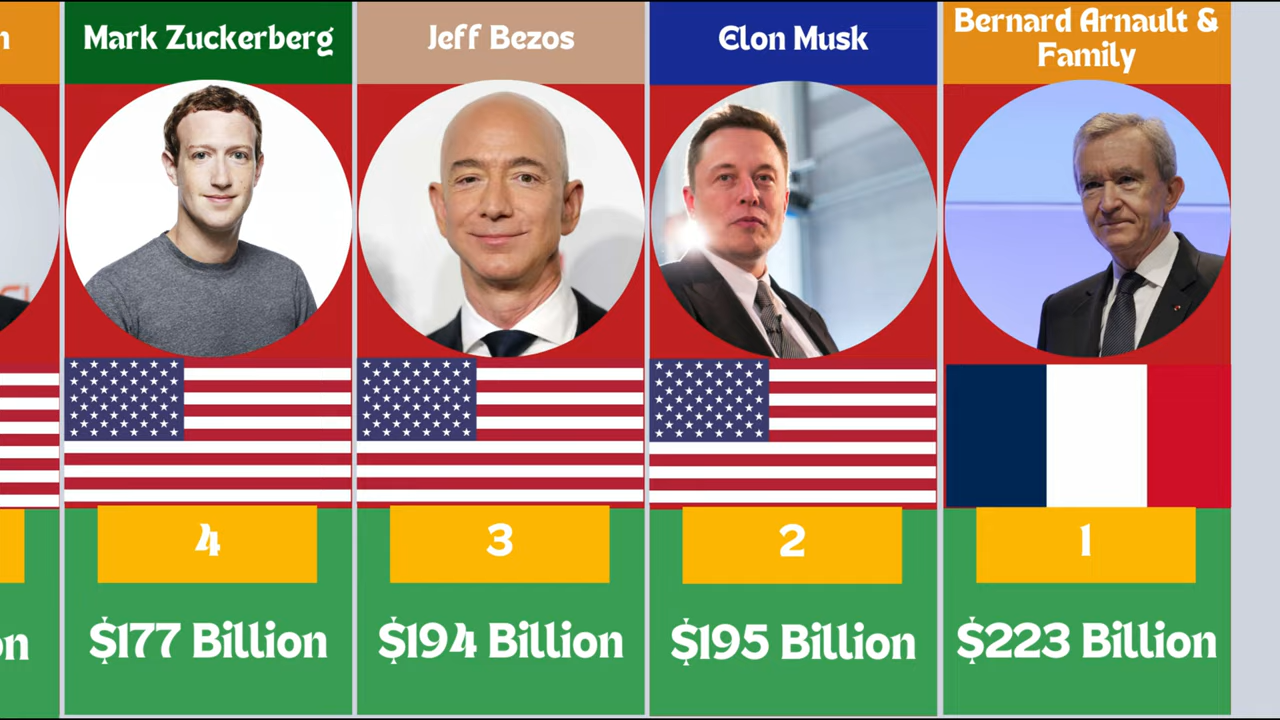 Mark Zuckerberg
Jeff Bezos
Elon Musk
Bernard Arnault &
Family
4
3
2
1
$177 Billion
$194 Billion
$195 Billion
$223 Billion